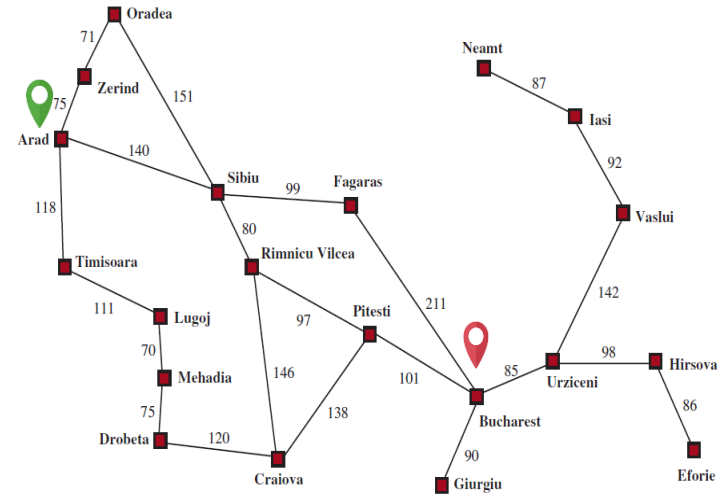 Oradea
71
Neamt
Zerind
87
75
151
Iasi
Arad
140
92
Sibiu
Fagaras
99
118
Vaslui
80
Rimnicu Vilcea
Timisoara
142
111
211
Lugoj
97
Pitesti
70
98
Hirsova
Mehadia
146
101
85
Urziceni
75
138
86
Bucharest
Drobeta
120
90
Craiova
Giurgiu
Eforie